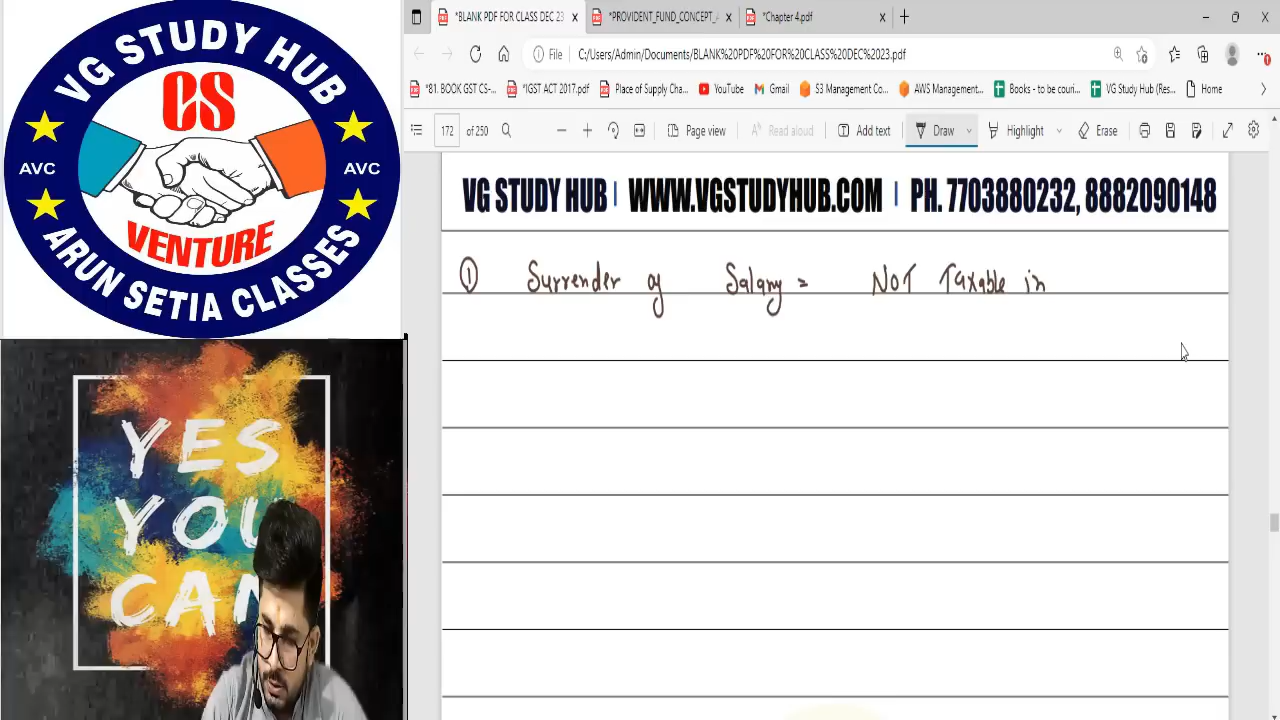 VG STUDY HUB
CS
AVC
AVC
VENTURE
ARUN SETIA CLASSES
YES
YOU
CAN
*BLANK PDF FOR CLASS DEC 23
*PROVIDENT_FUND_CONCEPT_
*Chapter 4.pdf
File
C:/Users/Admin/Documents/BLANK%20PDF%20FOR%20CLASS%20DEC%2023.pdf
*81. BOOK GST CS-...
*IGST ACT 2017.pdf
Place of Supply Cha...
YouTube
Gmail
S3 Management Co...
AWS Management...
Books - to be couri...
VG Study Hub (Res...
Home
172 of 250
Page view
Read aloud
Add text
Draw
Highlight
Erase
VG STUDY HUB | WWW.VGSTUDYHUB.COM | PH. 7703880232, 8882090148
① Surrender of Salary = NOT Taxable in